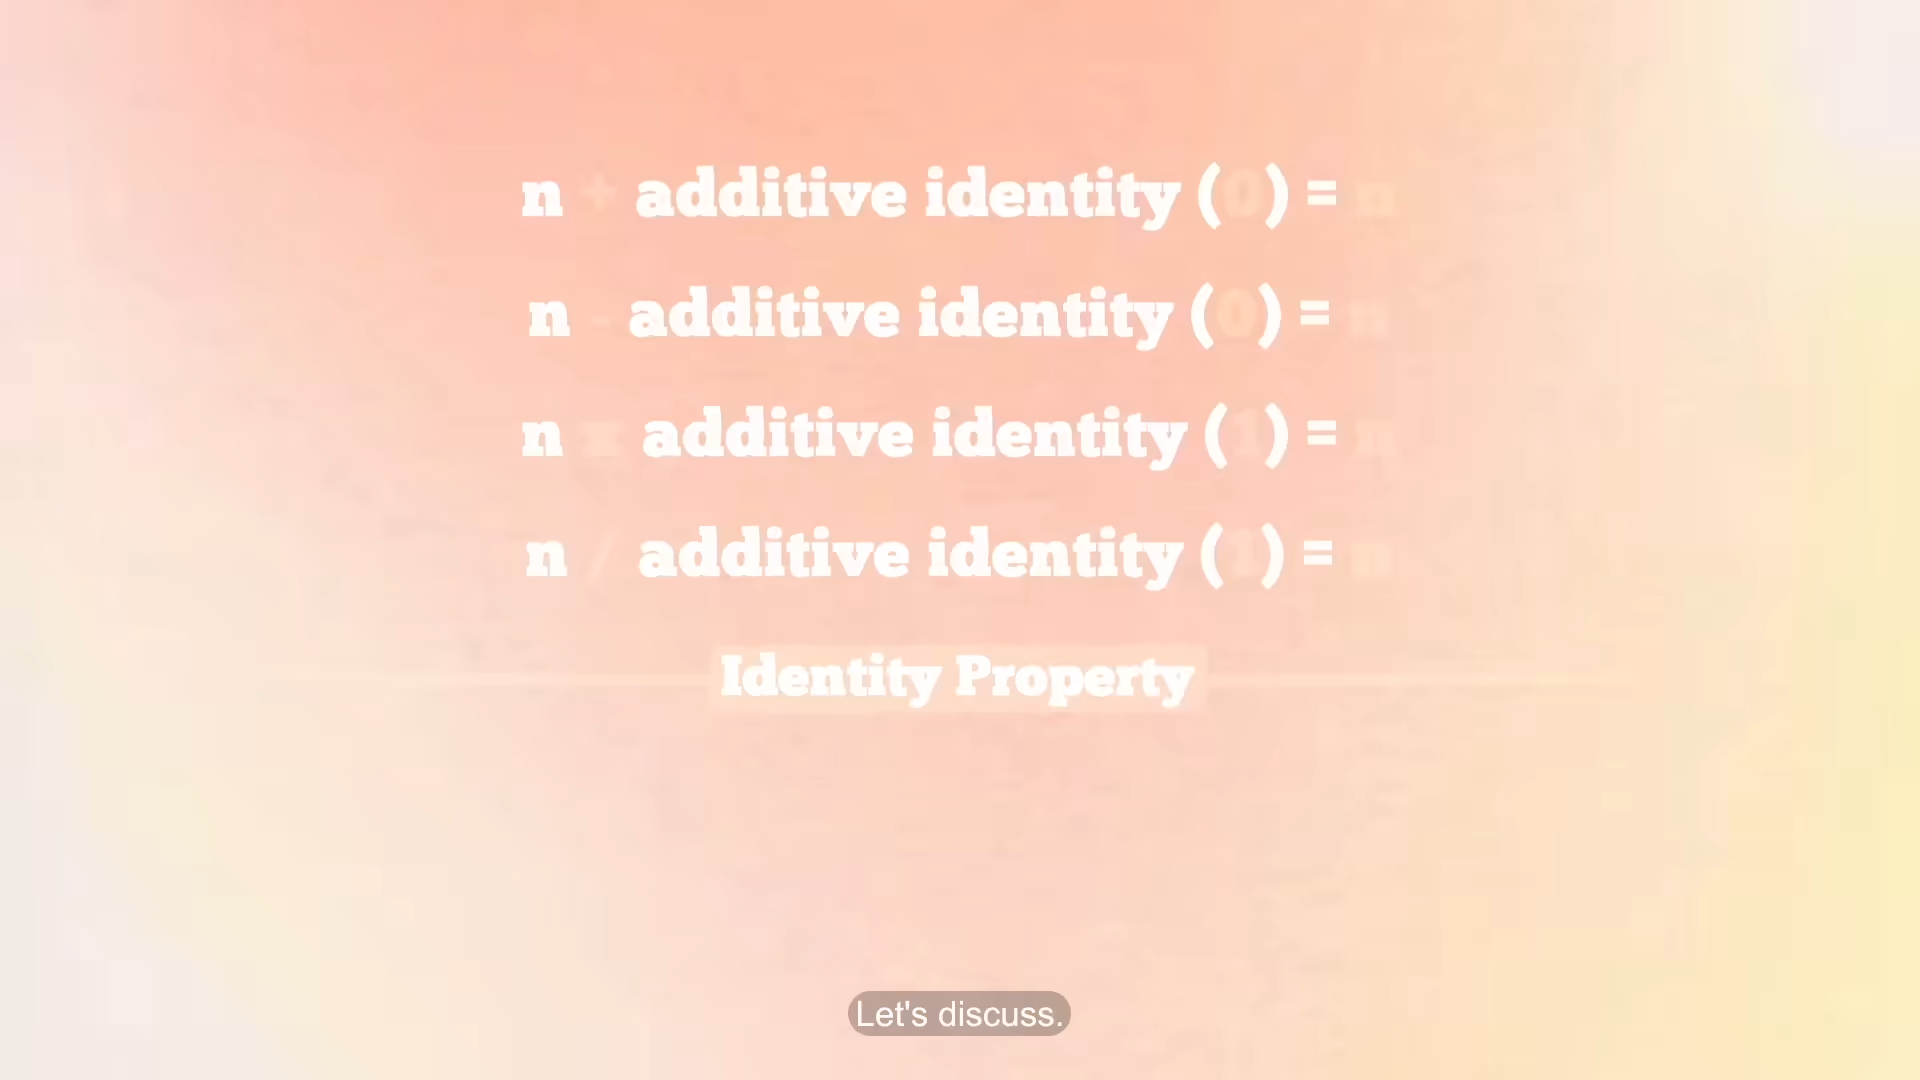 n + additive identity (0) = n
n - additive identity (0) = n
n x additive identity (1) = n
n / additive identity (1) = n
Identity Property
Let's discuss.